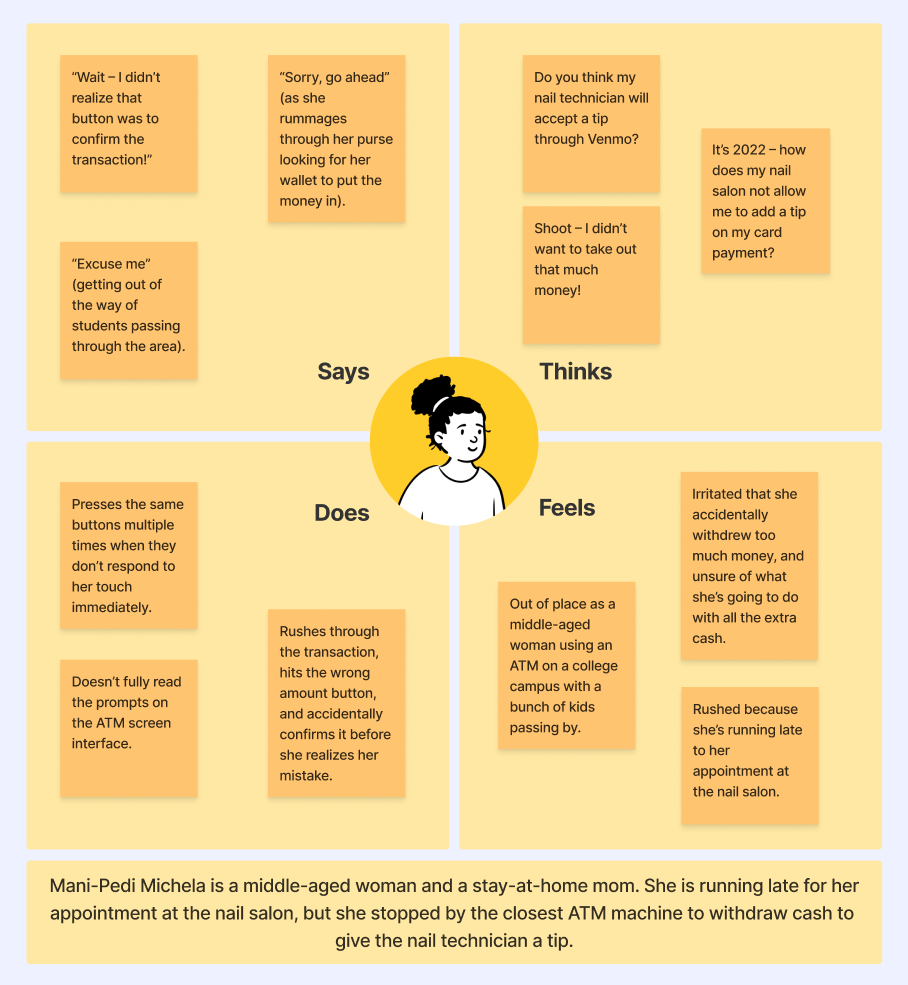 “Wait – I didn’t
realize that
button was to
confirm the
transaction!”
“Sorry, go ahead”
(as she
rummages
through her purse
looking for her
wallet to put the
money in).
“Excuse me”
(getting out of
the way of
students passing
through the area).
Says
Do you think my
nail technician will
accept a tip
through Venmo?
It’s 2022 – how
does my nail
salon not allow
me to add a tip
on my card
payment?
Shoot – I didn’t
want to take out
that much
money!
Thinks
Does
Presses the same
buttons multiple
times when they
don’t respond to
her touch
immediately.
Rushes through
the transaction,
hits the wrong
amount button,
and accidentally
confirms it before
she realizes her
mistake.
Doesn’t fully read
the prompts on
the ATM screen
interface.
Feels
Irritated that she
accidentally
withdrew too
much money, and
unsure of what
she’s going to do
with all the extra
cash.
Out of place as a
middle-aged
woman using an
ATM on a college
campus with a
bunch of kids
passing by.
Rushed because
she’s running late
to her
appointment at
the nail salon.
Mani-Pedi Michela is a middle-aged woman and a stay-at-home mom. She is running late for her
appointment at the nail salon, but she stopped by the closest ATM machine to withdraw cash to
give the nail technician a tip.